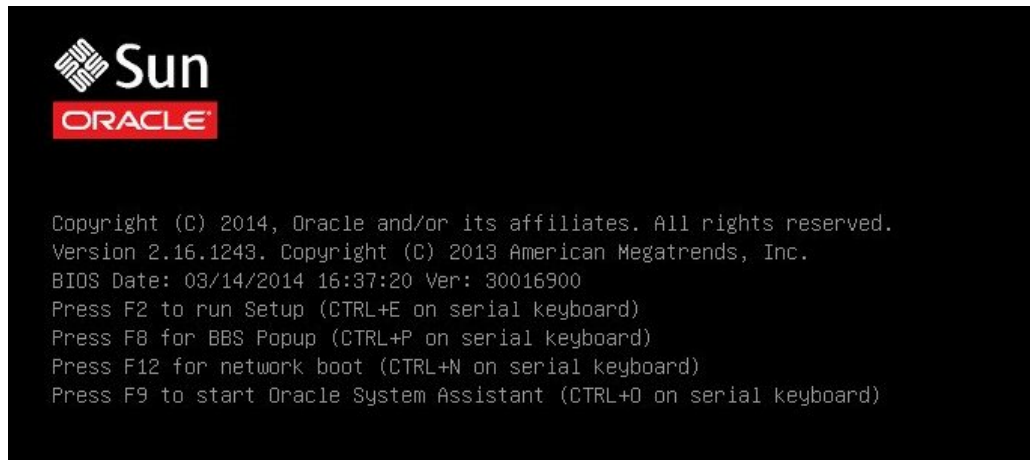 Sun
ORACLE
Copyright (C) 2014, Oracle and/or its affiliates. All rights reserved.
Version 2.16.1243. Copyright (C) 2013 American Megatrends, Inc.
BIOS Date: 03/14/2014 16:37:20 Ver: 30016900
Press F2 to run Setup (CTRL+E on serial keyboard)
Press F8 for BBS Popup (CTRL+P on serial keyboard)
Press F12 for network boot (CTRL+N on serial keyboard)
Press F9 to start Oracle System Assistant (CTRL+O on serial keyboard)